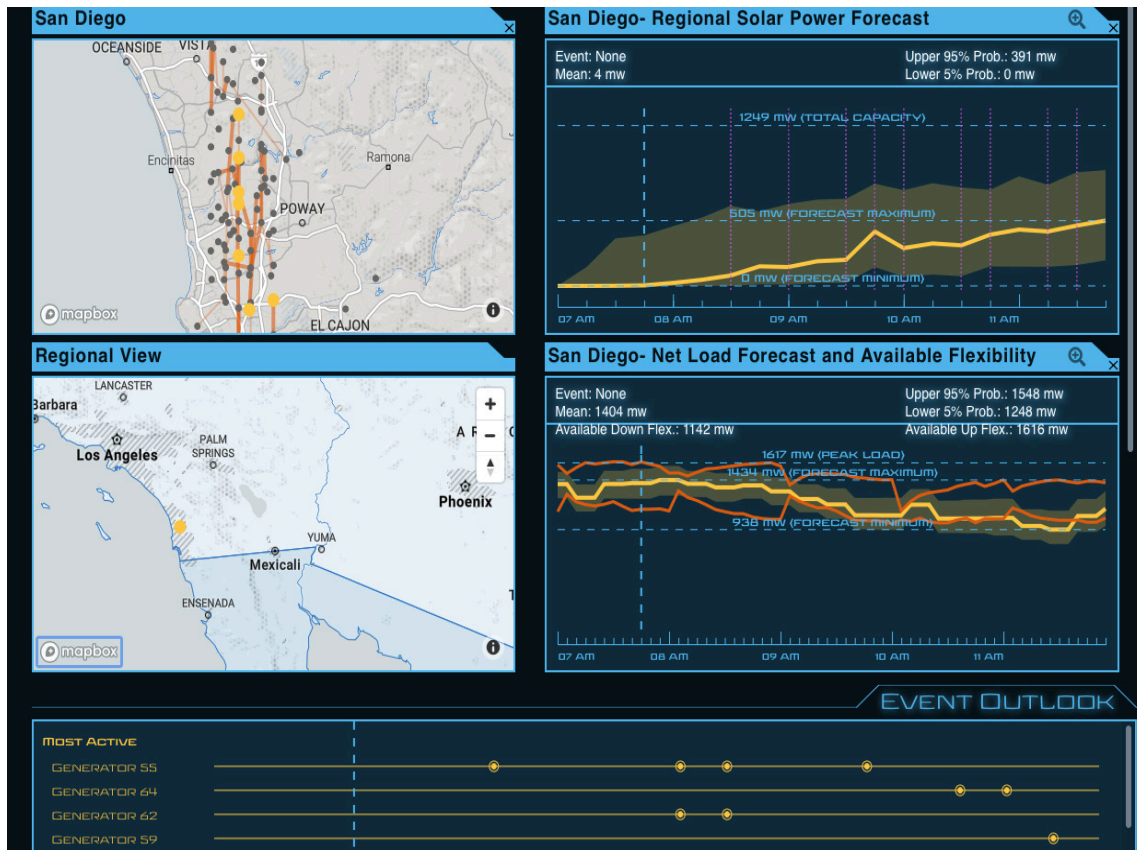 San Diego
OCEANSIDE
VISTA
Encinitas
Ramona
POWAY
EL CAJON
mapbox
San Diego- Regional Solar Power Forecast
Event: None
Upper 95% Prob.: 391 mw
Mean: 4 mw
Lower 5% Prob.: 0 mw
1249 MW (TOTAL CAPACITY)
505 MW (FORECAST MAXIMUM)
0 MW (FORECAST MINIMUM)
07 AM 08 AM 09 AM 10 AM 11 AM
Regional View
LANCASTER
Barbara
Los Angeles
PALM
SPRINGS
A R
Phoenix
YUMA
Mexicali
ENSENADA
mapbox
San Diego- Net Load Forecast and Available Flexibility
Event: None
Upper 95% Prob.: 1548 mw
Mean: 1404 mw
Lower 5% Prob.: 1248 mw
Available Down Flex.: 1142 mw
Available Up Flex.: 1616 mw
1617 MW (PEAK LOAD)
1434 MW (FORECAST MAXIMUM)
938 MW (FORECAST MINIMUM)
07 AM 08 AM 09 AM 10 AM 11 AM
EVENT OUTLOOK
MOST ACTIVE
GENERATOR 55
GENERATOR 64
GENERATOR 62
GENERATOR 59